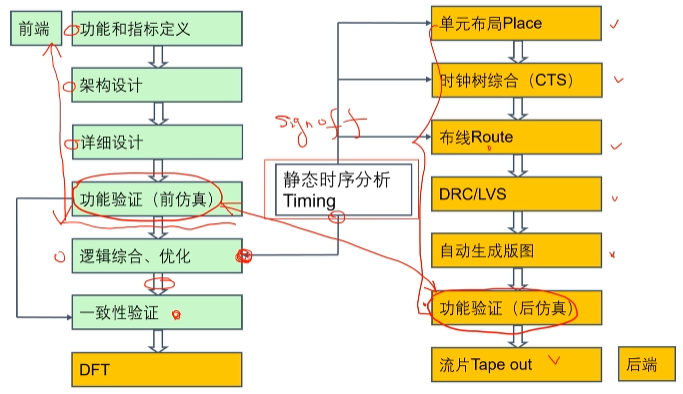 前端
功能和指标定义
架构设计
详细设计
功能验证（前仿真）
逻辑综合、优化
一致性验证
DFT
signoff
静态时序分析
Timing
单元布局Place
时钟树综合（CTS）
布线Route
DRC/LVS
自动生成版图
功能验证（后仿真）
流片Tape out
后端